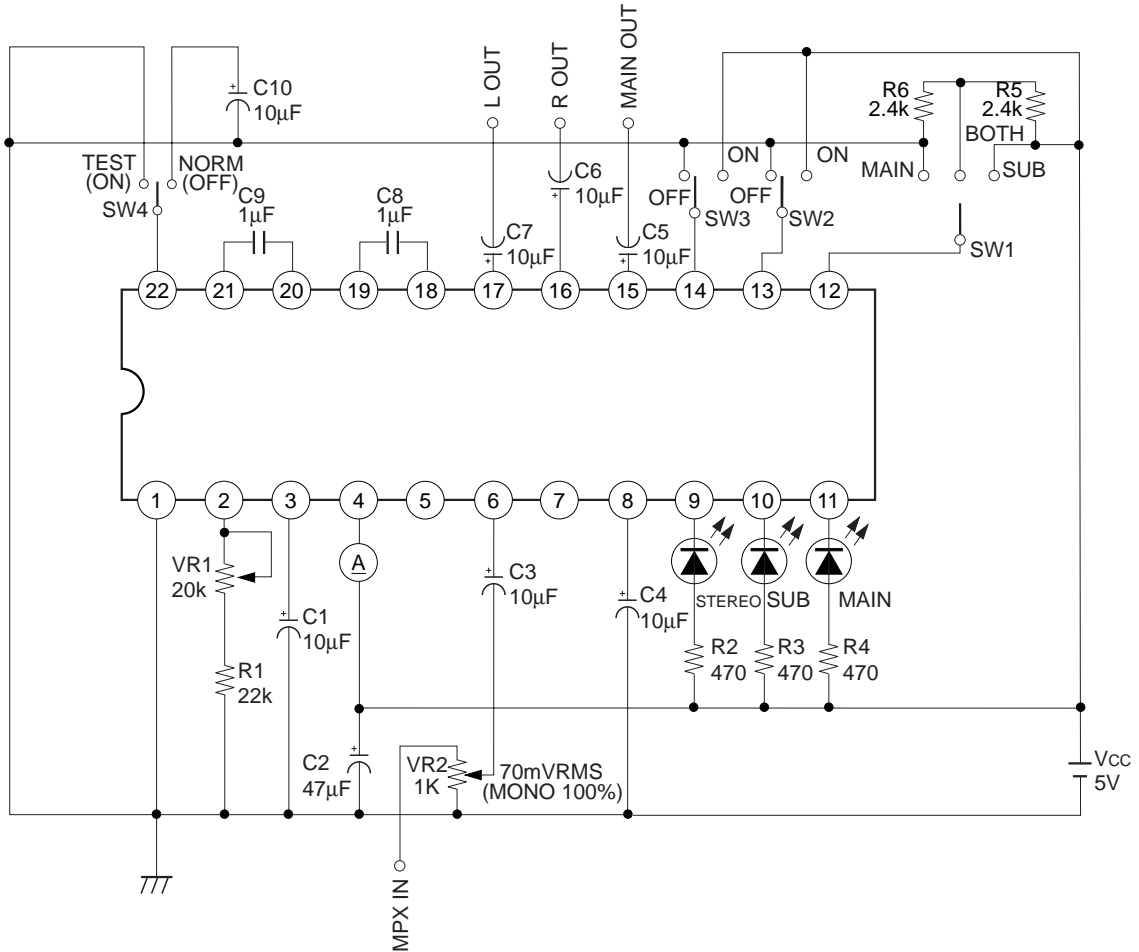 C10
10µF
L OUT
R OUT
MAIN OUT
R6
2.4k
R5
2.4k
BOTH
TEST
(ON)
NORM
(OFF)
SW4
ON
ON
MAIN
SUB
OFF
OFF
SW3
SW2
SW1
C9
1µF
C8
1µF
C7
10µF
C6
10µF
C5
10µF
22
21
20
19
18
17
16
15
14
13
12
1
2
3
4
5
6
7
8
9
10
11
VR1
20k
A
C1
10µF
C3
10µF
C4
10µF
STEREO
SUB
MAIN
R1
22k
R2
470
R3
470
R4
470
C2
47µF
VR2
1K
70mVRMS
(MONO 100%)
VCC
5V
MPX IN
+
+
+
+
+
+
+
+